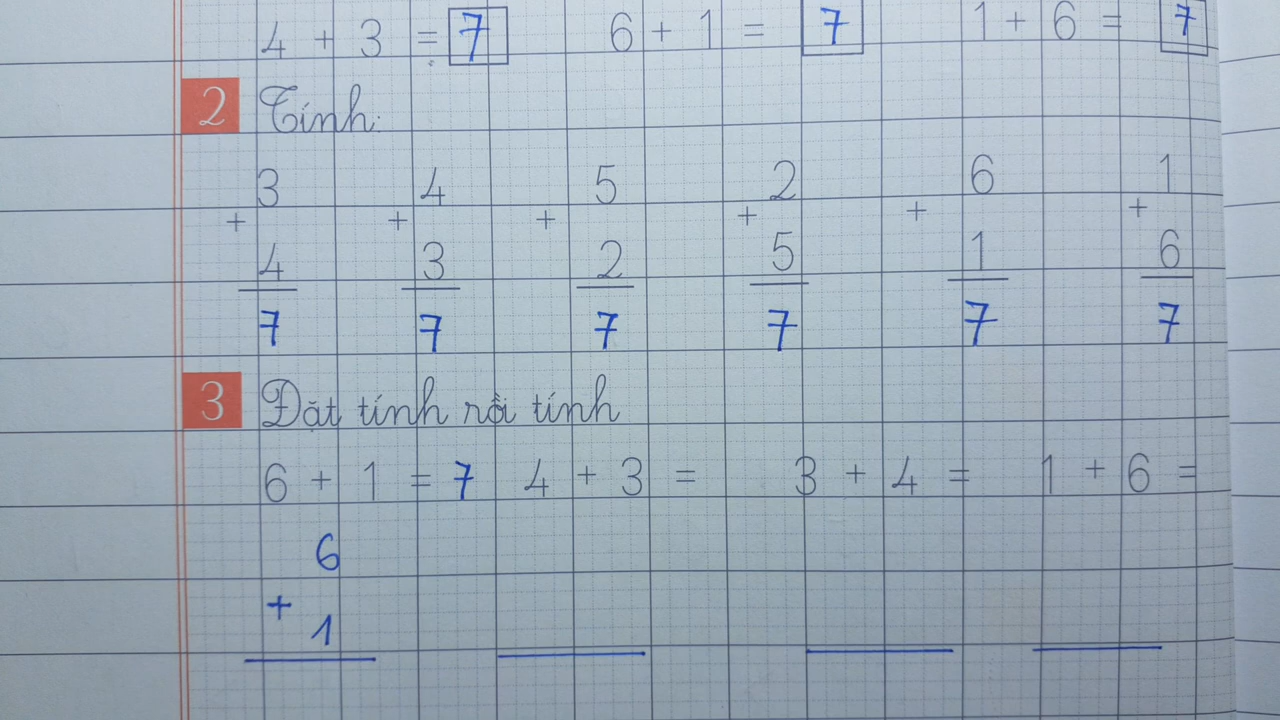 4 + 3 = 7 6 + 1 = 7 1 + 6 = 7
2 Tính:
3 4 5 2 6 1
+ + + + + +
4 3 2 5 1 6
7 7 7 7 7 7
3 Đặt tính rồi tính
6 + 1 = 7 4 + 3 = 3 + 4 = 1 + 6 =
6
+
1